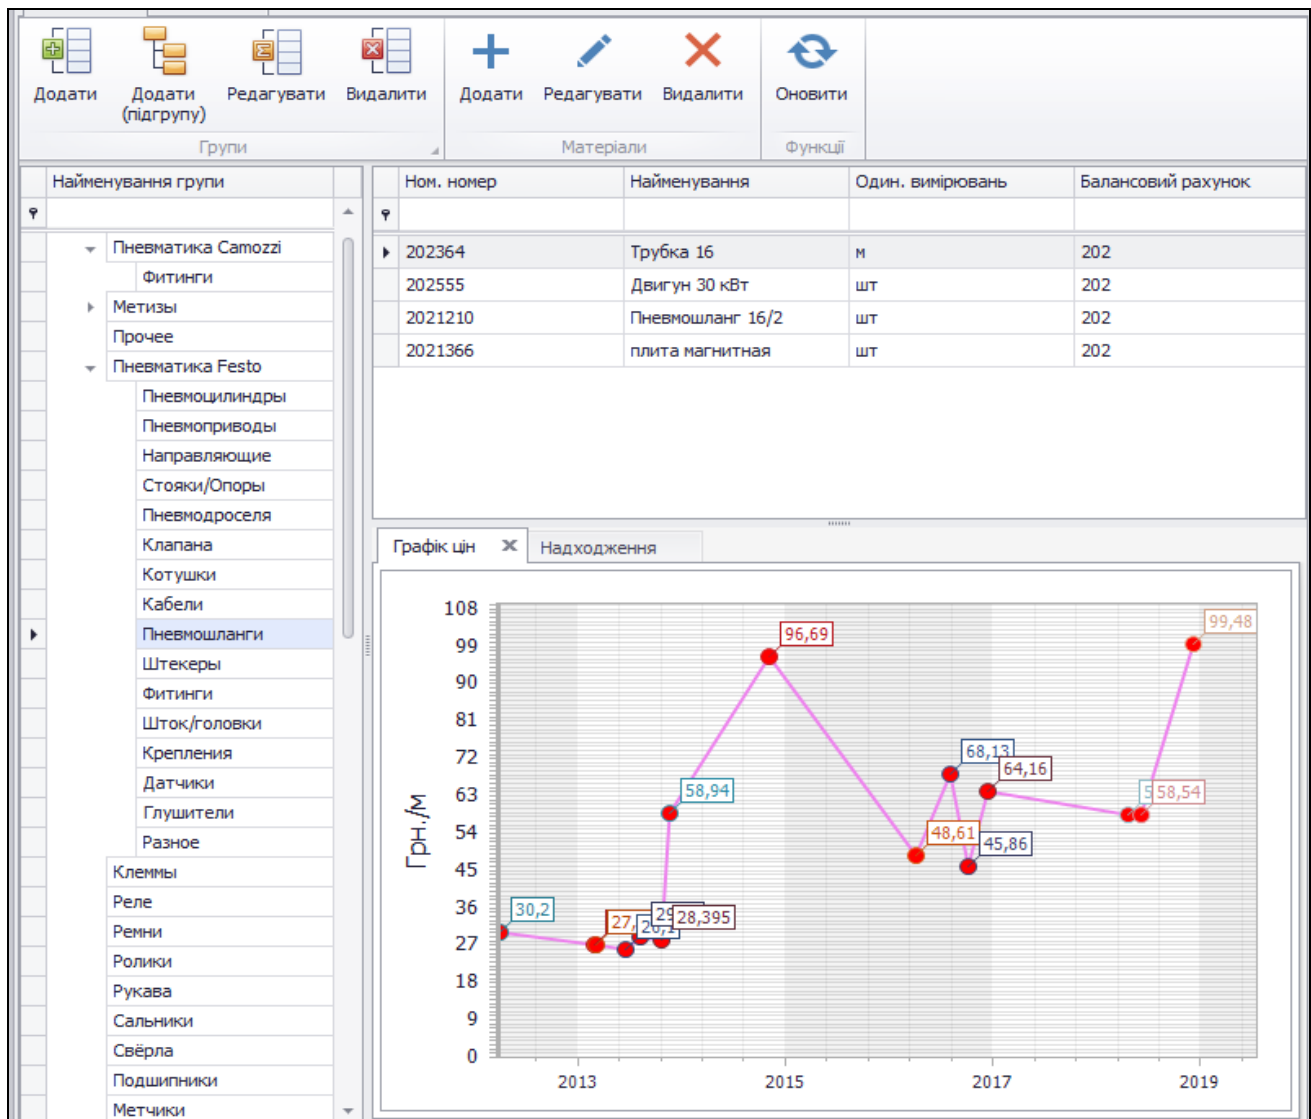 Додати Додати Редагувати Видалити Додати Редагувати Видалити Оновити
(підгрупу)
Групи Матеріали Функції
Найменування групи
Пневматика Camozzi
Фитинги
Метизы
Прочее
Пневматика Festo
Пневмоцилиндры
Пневмоприводы
Направляющие
Стояки/Опоры
Пневмодроселя
Клапана
Котушки
Кабели
Пневмошланги
Штекеры
Фитинги
Шток/головки
Крепления
Датчики
Глушители
Разное
Клеммы
Реле
Ремни
Ролики
Рукава
Сальники
Свёрла
Подшипники
Метчики
Ном. номер Найменування Один. вимірювань Балансовий рахунок
202364 Трубка 16 м 202
202555 Двигун 30 кВт шт 202
2021210 Пневмошланг 16/2 шт 202
2021366 плита магнитная шт 202
Графік цін Надходження
Грн./м
108
99
90
81
72
63
54
45
36
27
18
9
0
30,2
58,94
28,395
96,69
48,61
68,13
45,86
64,16
58,54
99,48
2013 2015 2017 2019